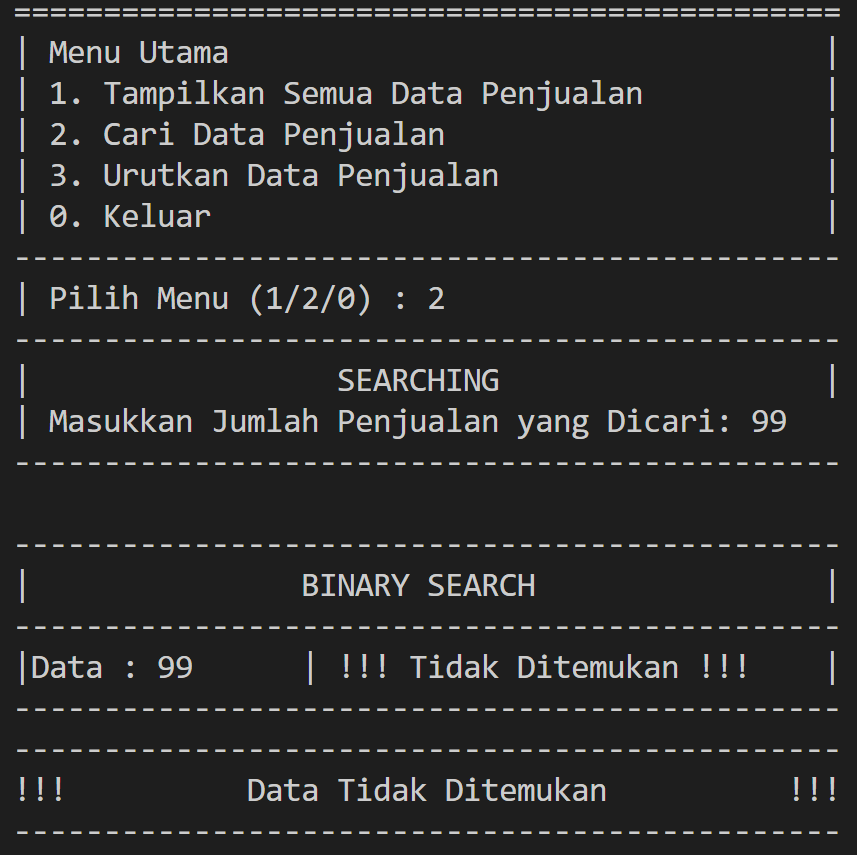 ==============================================
| Menu Utama                                 |
| 1. Tampilkan Semua Data Penjualan          |
| 2. Cari Data Penjualan                     |
| 3. Urutkan Data Penjualan                  |
| 0. Keluar                                  |
----------------------------------------------
| Pilih Menu (1/2/0) : 2
----------------------------------------------
|                 SEARCHING                  |
| Masukkan Jumlah Penjualan yang Dicari: 99
----------------------------------------------
----------------------------------------------
|               BINARY SEARCH                |
----------------------------------------------
|Data : 99      | !!! Tidak Ditemukan !!!    |
----------------------------------------------
----------------------------------------------
!!!          Data Tidak Ditemukan          !!!
----------------------------------------------